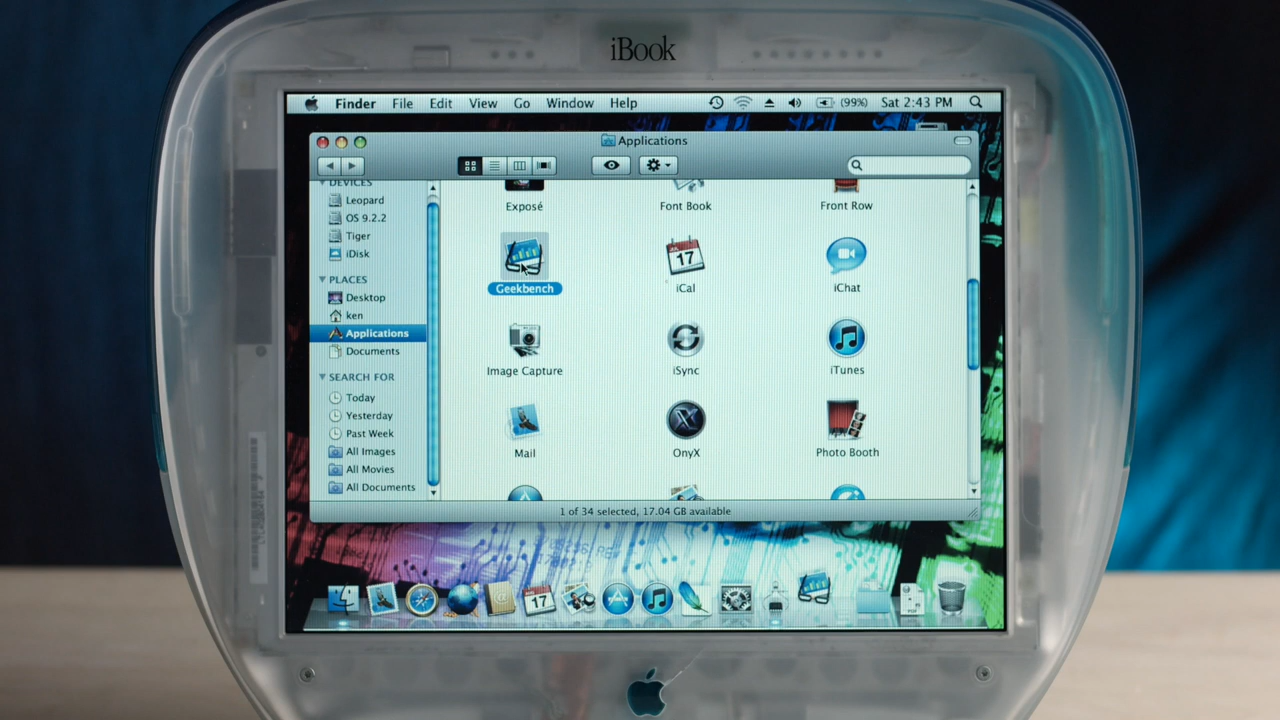 iBook
Finder File Edit View Go Window Help (99%) Sat 2:43 PM
Applications
DEVICES
Leopard
OS 9.2.2
Tiger
iDisk
PLACES
Desktop
ken
Applications
Documents
SEARCH FOR
Today
Yesterday
Past Week
All Images
All Movies
All Documents
Exposé Font Book Front Row
17
Geekbench iCal iChat
Image Capture iSync iTunes
Mail OnyX Photo Booth
1 of 34 selected, 17.04 GB available
17